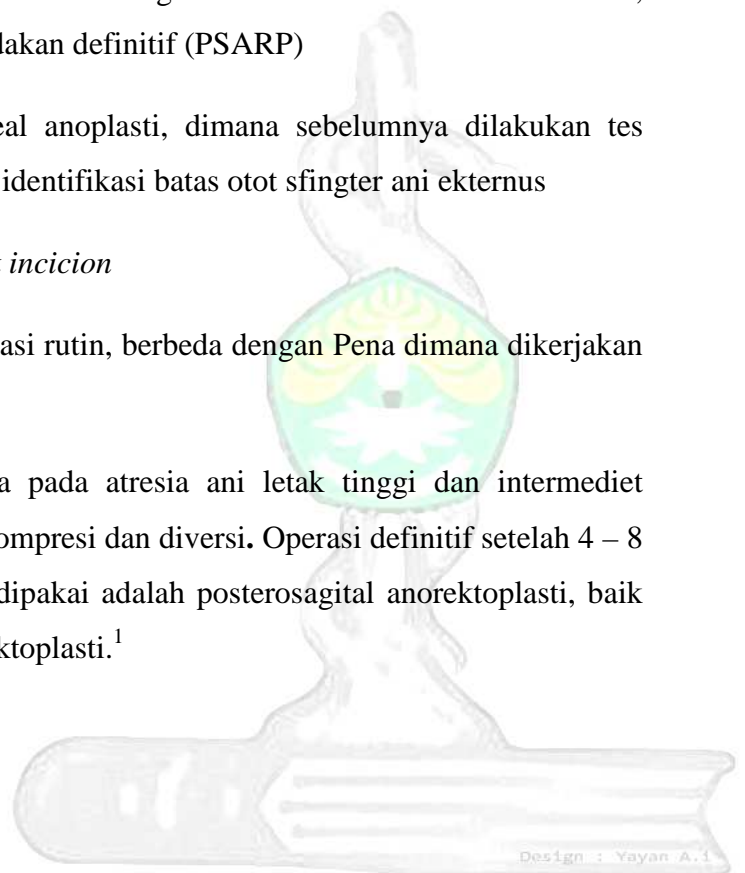 dakan definitif (PSARP)
eal anoplasti, dimana sebelumnya dilakukan tes
identifikasi batas otot sfingter ani ekternus
incicion
asi rutin, berbeda dengan Pena dimana dikerjakan
a pada atresia ani letak tinggi dan intermediet
ompresi dan diversi. Operasi definitif setelah 4 – 8
dipakai adalah posterosagital anorektoplasti, baik
ktoplasti.1
Design : Yayan A.i